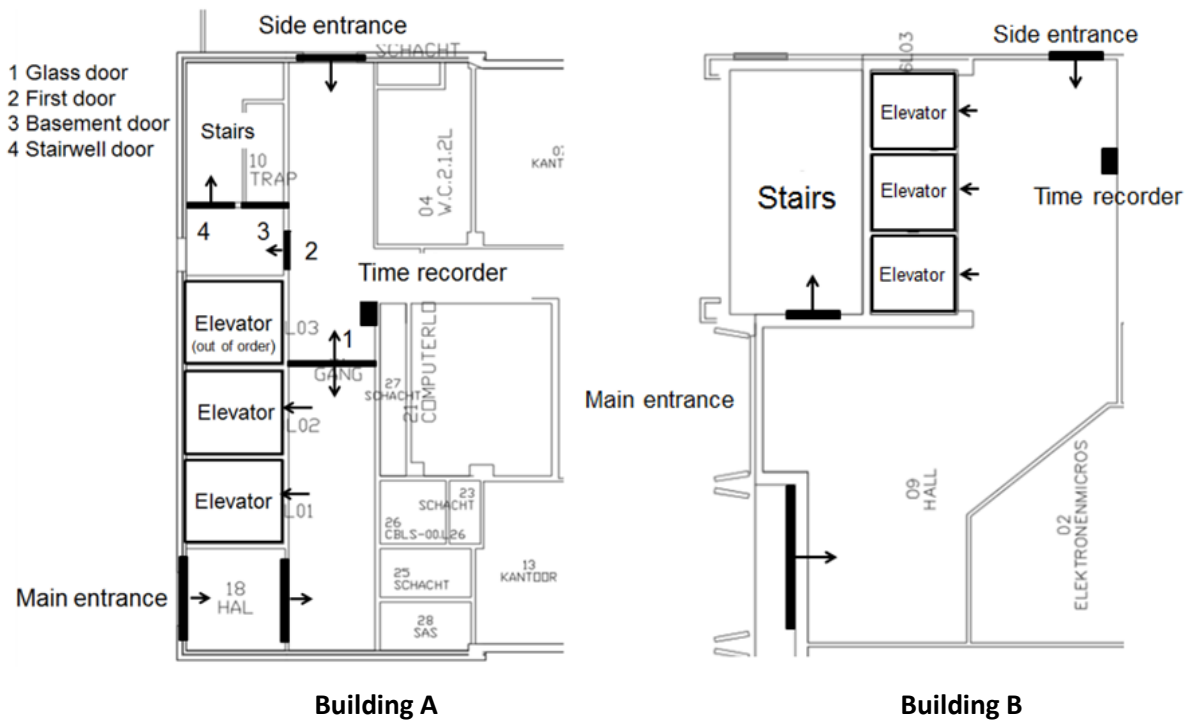 Side entrance
SCHACHT
1 Glass door
2 First door
3 Basement door
4 Stairwell door
Stairs
10
TRAP
04
W.C.2.1.2L
KANT
4
3
2
Time recorder
Elevator
(out of order)
L03
1
GANG
27
SCHACHT
21
COMPUTERLO
Elevator
L02
Elevator
L01
23
SCHACHT
26
CBLS-00.L26
25
SCHACHT
13
KANTOOR
28
SAS
Main entrance
18
HAL
Building A
Side entrance
Elevator
Elevator
Elevator
Stairs
Time recorder
Main entrance
09
HALL
02
ELEKTRONENMICROS
Building B